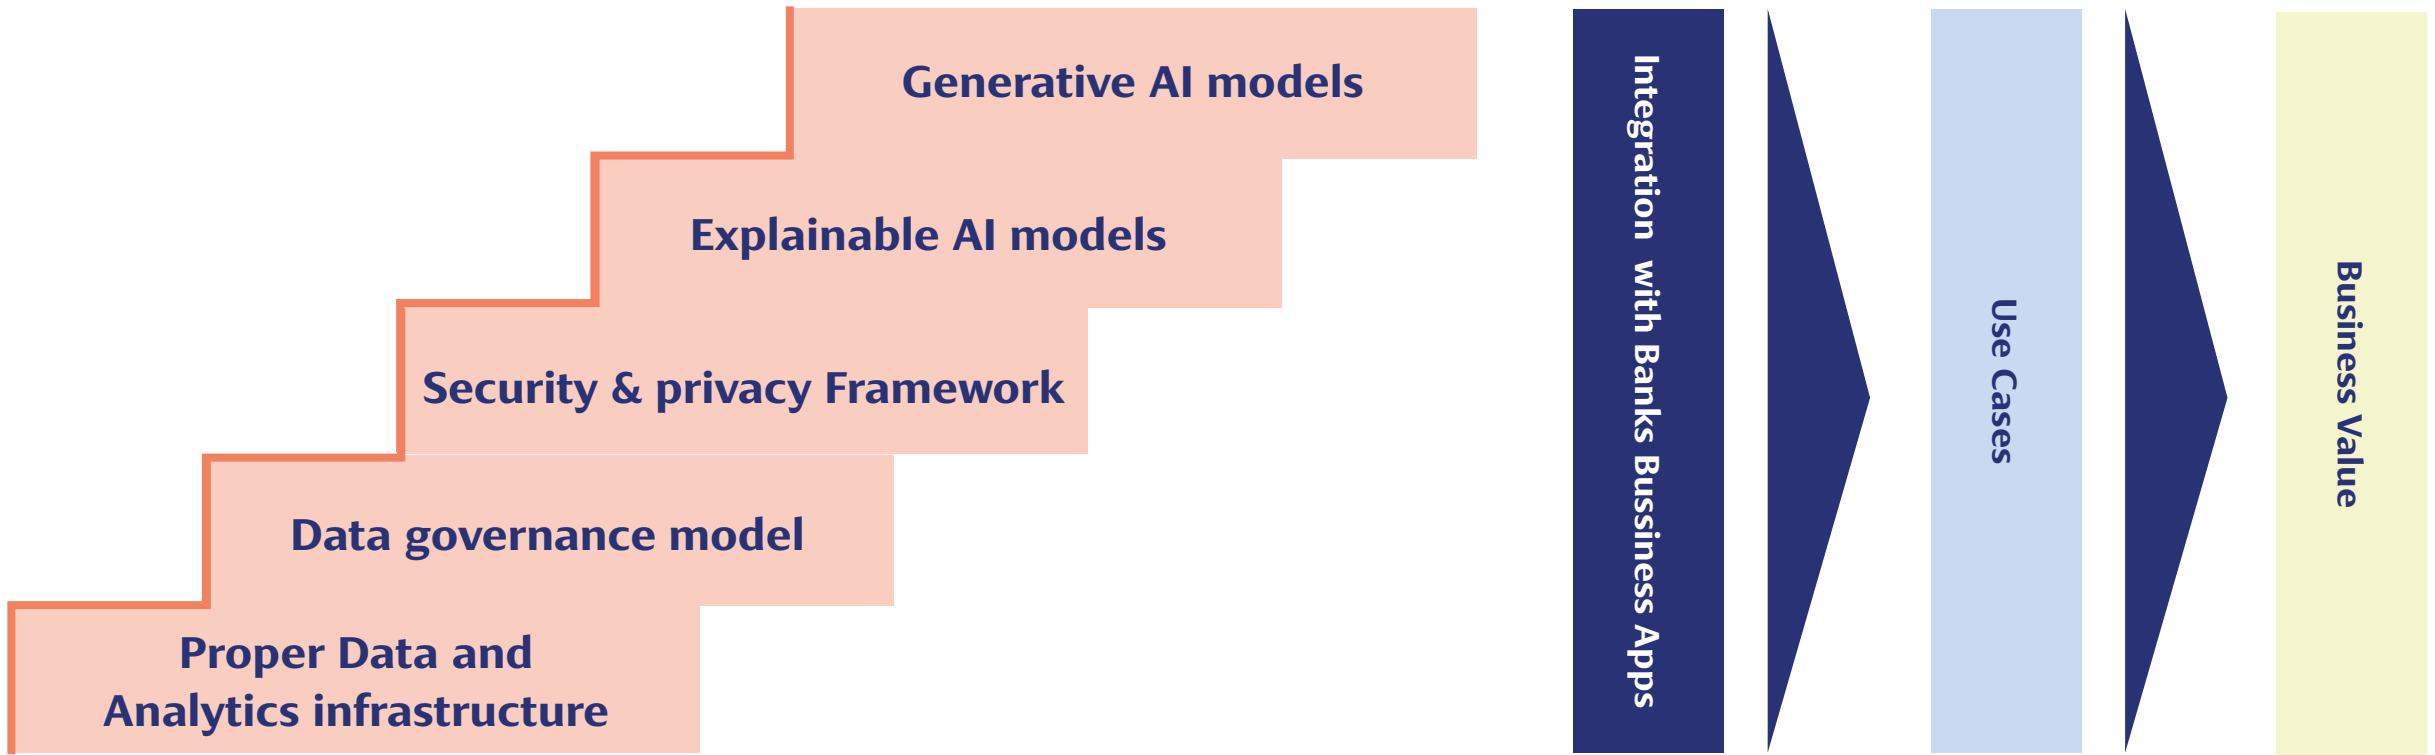 Generative AI models
Explainable AI models
Security & privacy Framework
Data governance model
Proper Data and
Analytics infrastructure
Integration with Banks Bussiness Apps
Use Cases
Business Value